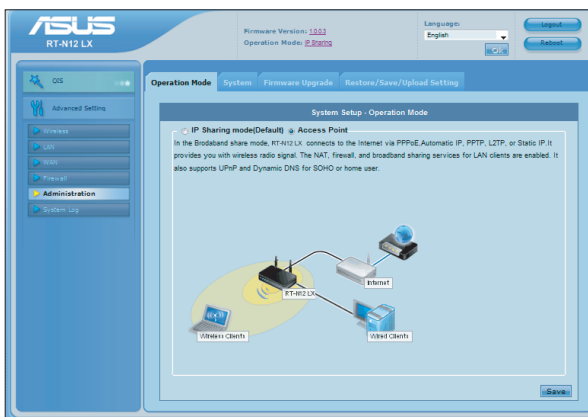 ASUS
RT-N12 LX
Firmware Version: 1.0.0.3
Operation Mode: IP Sharing
Language:
English
OK
Logout
Reboot
QIS
Advanced Setting
Wireless
LAN
WAN
Firewall
Administration
System Log
Operation Mode
System
Firmware Upgrade
Restore/Save/Upload Setting
System Setup - Operation Mode
IP Sharing mode(Default) Access Point
In the Brodaband share mode, RT-N12 LX connects to the Internet via PPPoE,Automatic IP, PPTP, L2TP, or Static IP.It
provides you with wireless radio signal. The NAT, firewall, and broadband sharing services for LAN clients are enabled. It
also supports UPnP and Dynamic DNS for SOHO or home user.
Internet
RT-N12 LX
Wireless Clients
Wired Clients
Save